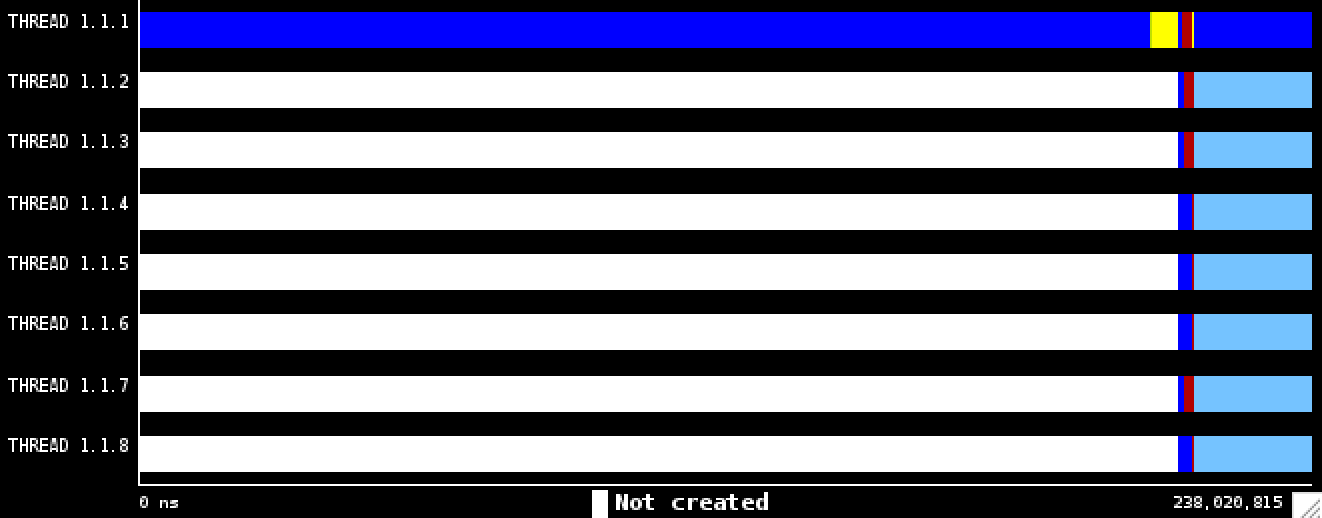 THREAD 1.1.1
THREAD 1.1.2
THREAD 1.1.3
THREAD 1.1.4
THREAD 1.1.5
THREAD 1.1.6
THREAD 1.1.7
THREAD 1.1.8
0 ns Not created 238,020,815